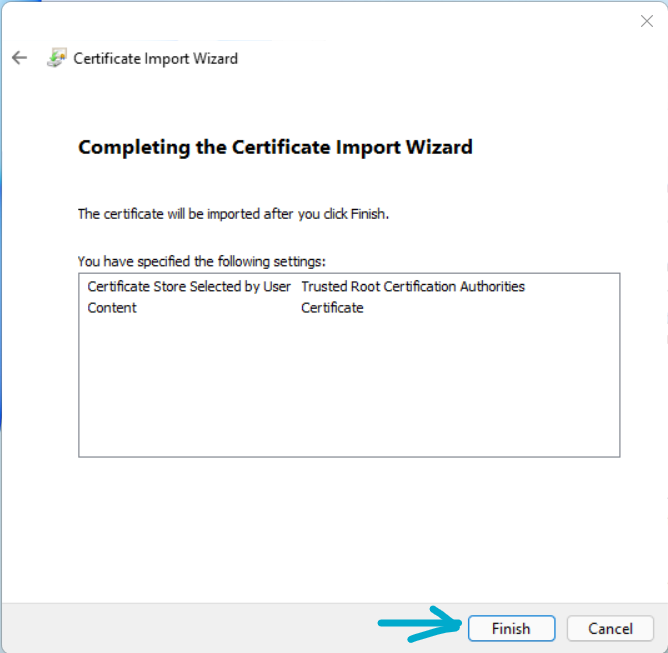 Certificate Import Wizard
Completing the Certificate Import Wizard
The certificate will be imported after you click Finish.
You have specified the following settings:
Certificate Store Selected by User Trusted Root Certification Authorities
Content Certificate
Finish Cancel